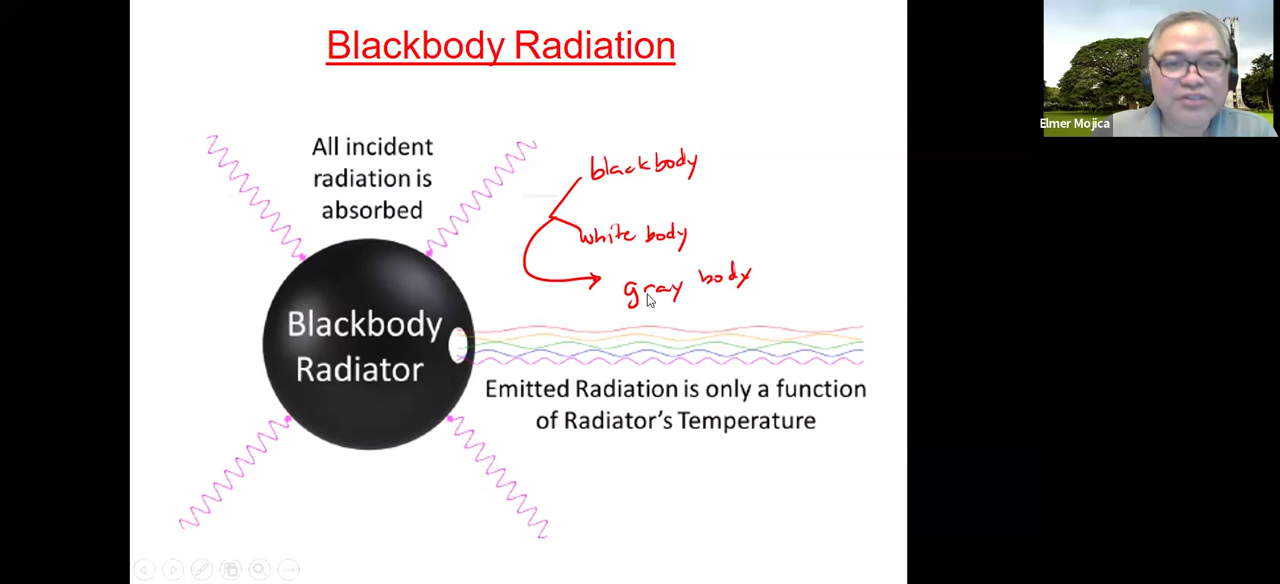 Blackbody Radiation
Elmer Mojica
All incident
radiation is
absorbed
blackbody
white body
gray body
Blackbody
Radiator
Emitted Radiation is only a function
of Radiator's Temperature